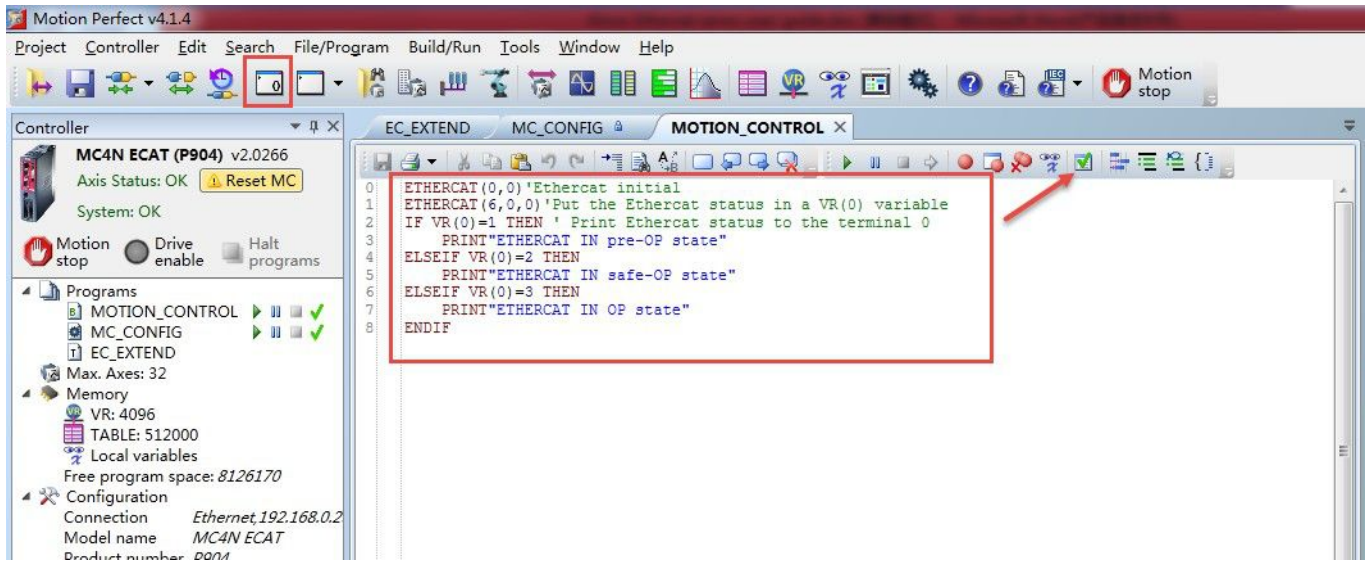 Motion Perfect v4.1.4
Project Controller Edit Search File/Program Build/Run Tools Window Help
0
VR
IEC
Motion stop
Controller
EC_EXTEND MC_CONFIG MOTION_CONTROL
MC4N ECAT (P904) v2.0266
Axis Status: OK Reset MC
System: OK
Motion stop Drive enable Halt programs
Programs
MOTION_CONTROL
MC_CONFIG
EC_EXTEND
Max. Axes: 32
Memory
VR: 4096
TABLE: 512000
Local variables
Free program space: 8126170
Configuration
Connection Ethernet,192.168.0.2
Model name MC4N ECAT
Product number P904
0 ETHERCAT(0,0)'Ethercat initial
1 ETHERCAT(6,0,0)'Put the Ethercat status in a VR(0) variable
2 IF VR(0)=1 THEN ' Print Ethercat status to the terminal 0
3 PRINT"ETHERCAT IN pre-OP state"
4 ELSEIF VR(0)=2 THEN
5 PRINT"ETHERCAT IN safe-OP state"
6 ELSEIF VR(0)=3 THEN
7 PRINT"ETHERCAT IN OP state"
8 ENDIF